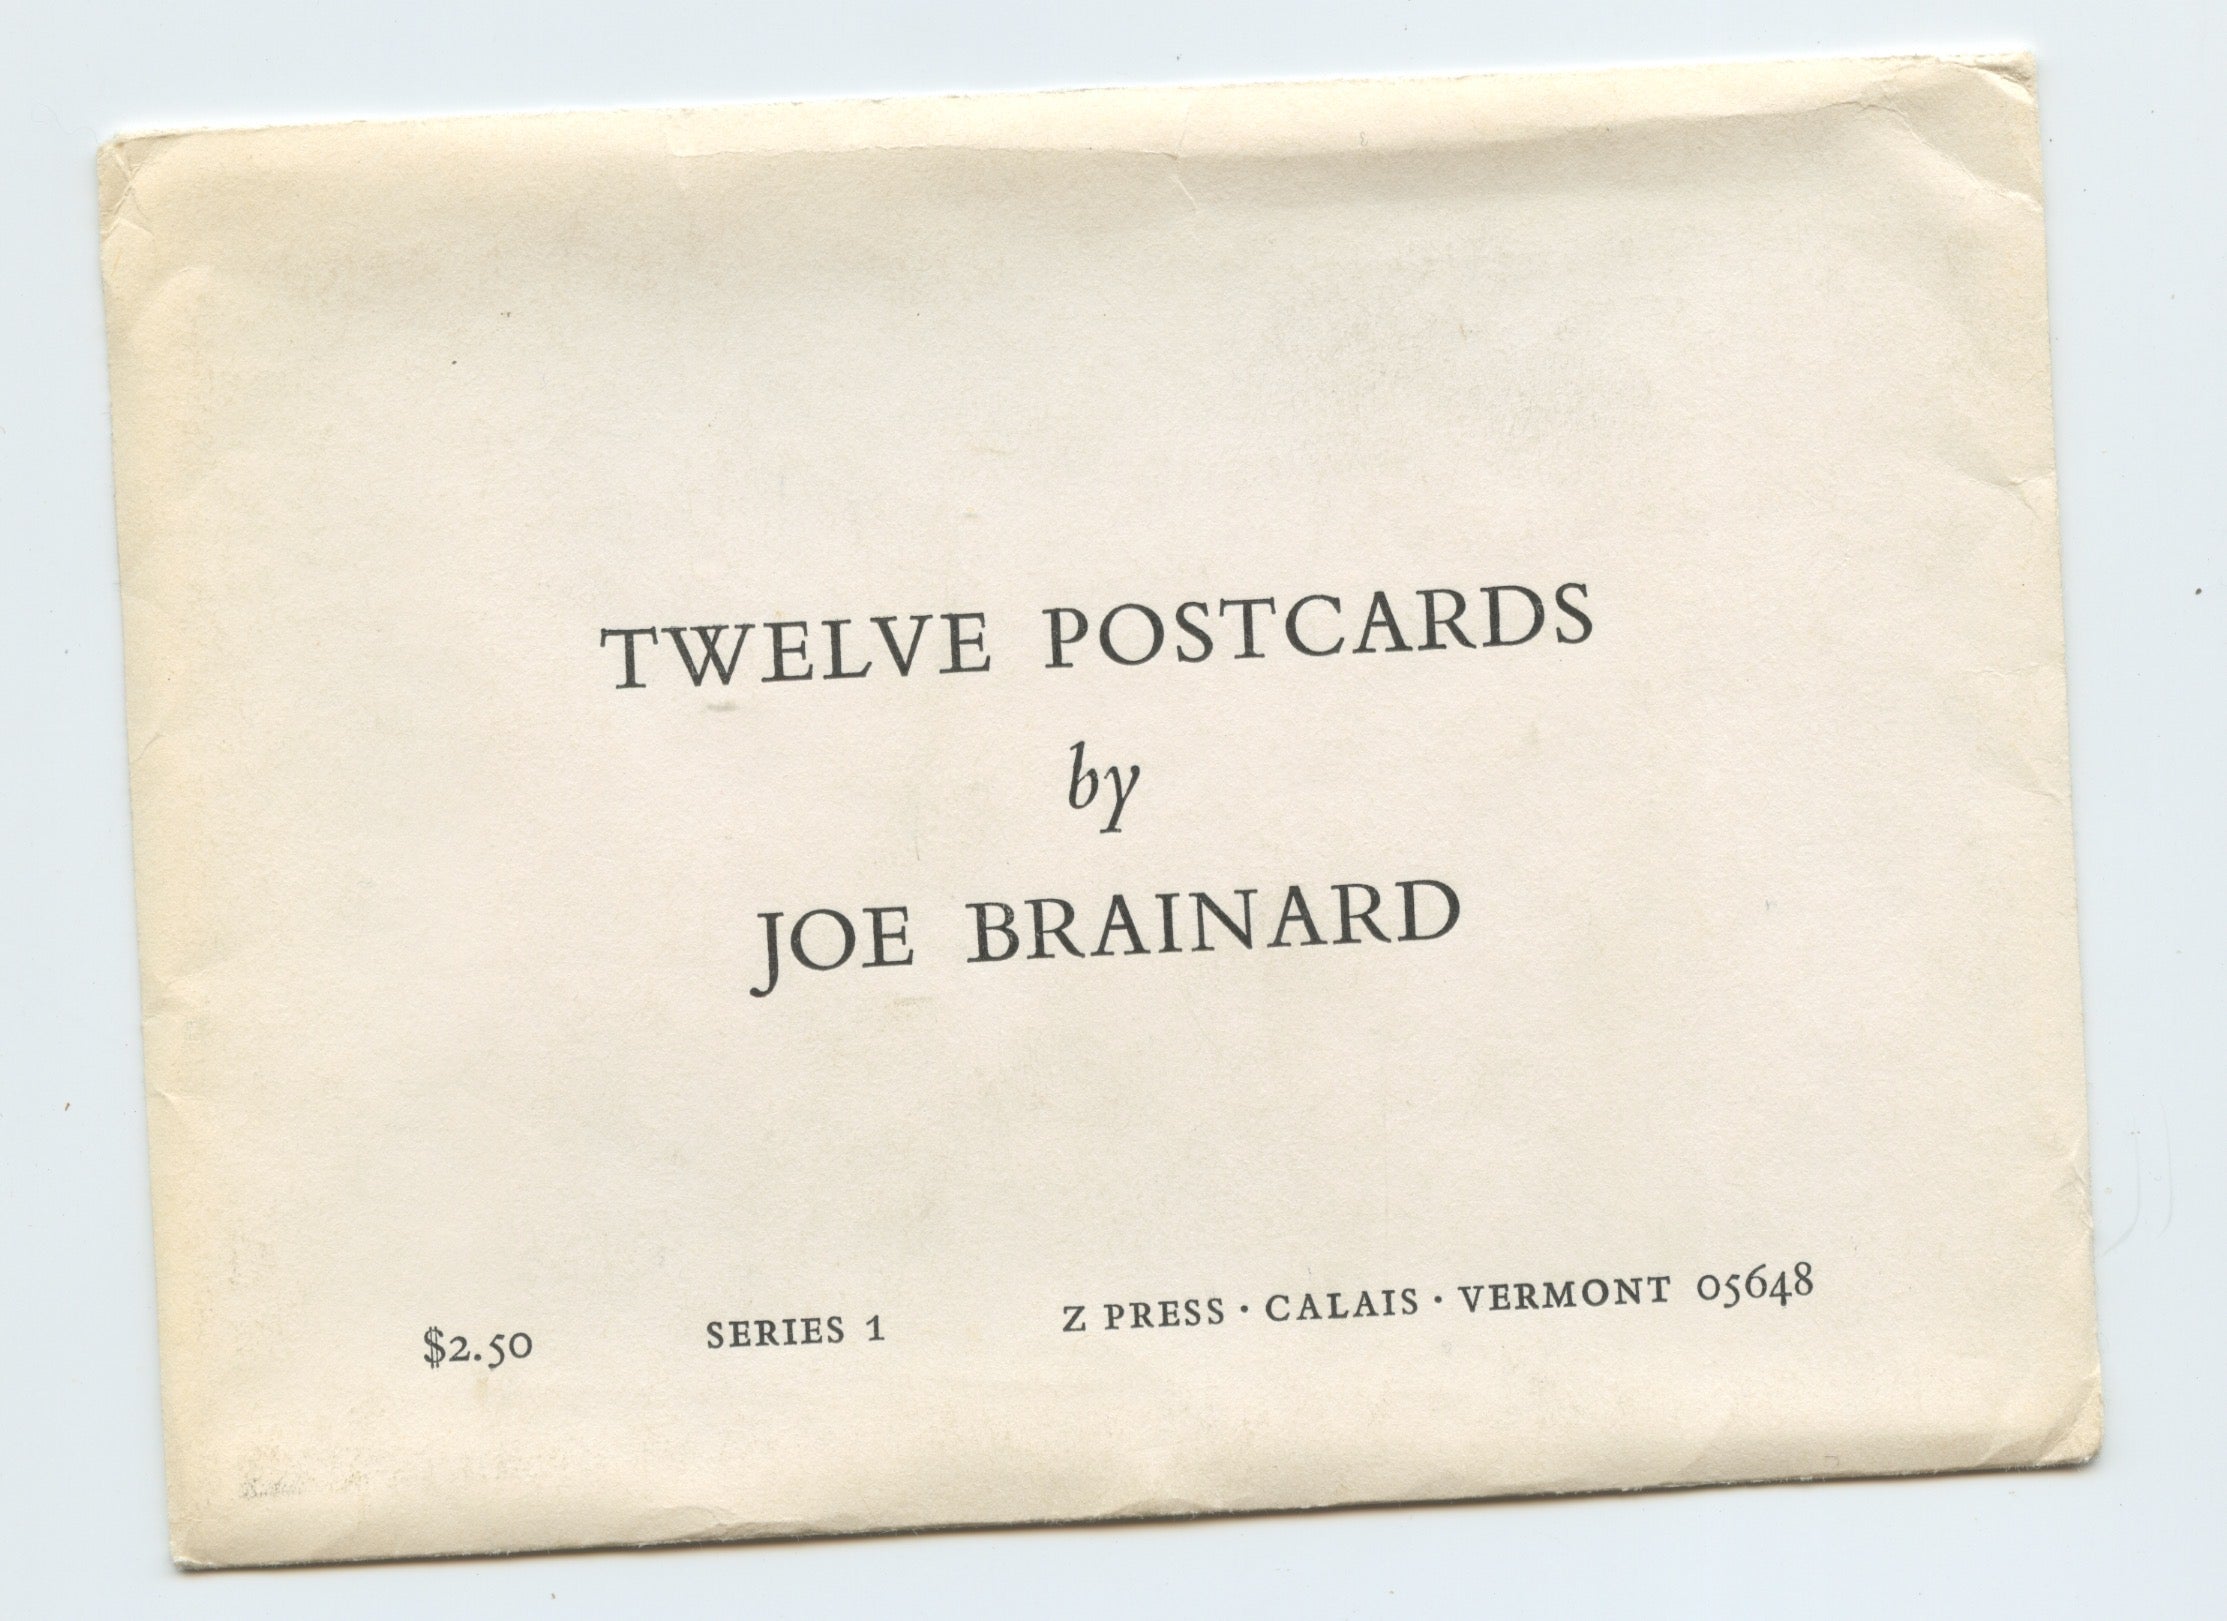 TWELVE POSTCARDS
by
JOE BRAINARD
$2.50 SERIES 1 Z PRESS · CALAIS · VERMONT 05648